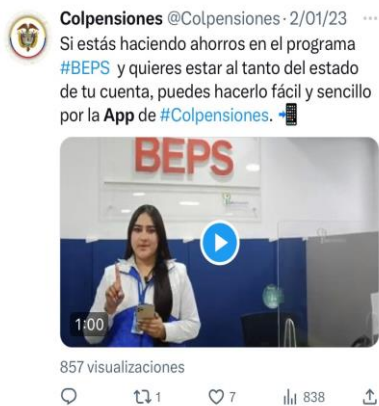 Colpensiones @Colpensiones · 2/01/23 ···
Si estás haciendo ahorros en el programa
#BEPS y quieres estar al tanto del estado
de tu cuenta, puedes hacerlo fácil y sencillo
por la App de #Colpensiones. 📲
BEPS
1:00
857 visualizaciones
1 7 838